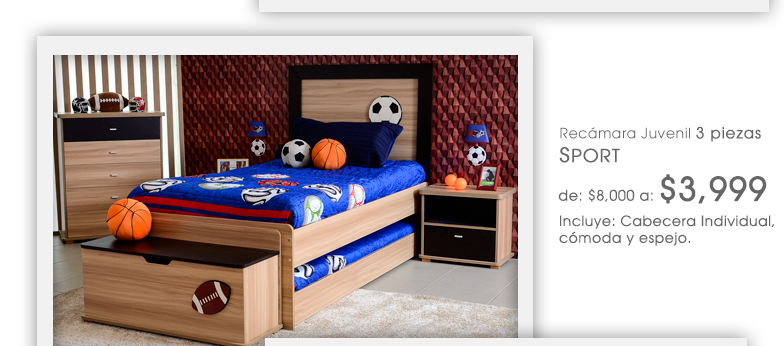 Recámara Juvenil 3 piezas
SPORT
de: $8,000 a: $3,999
Incluye: Cabecera Individual,
cómoda y espejo.